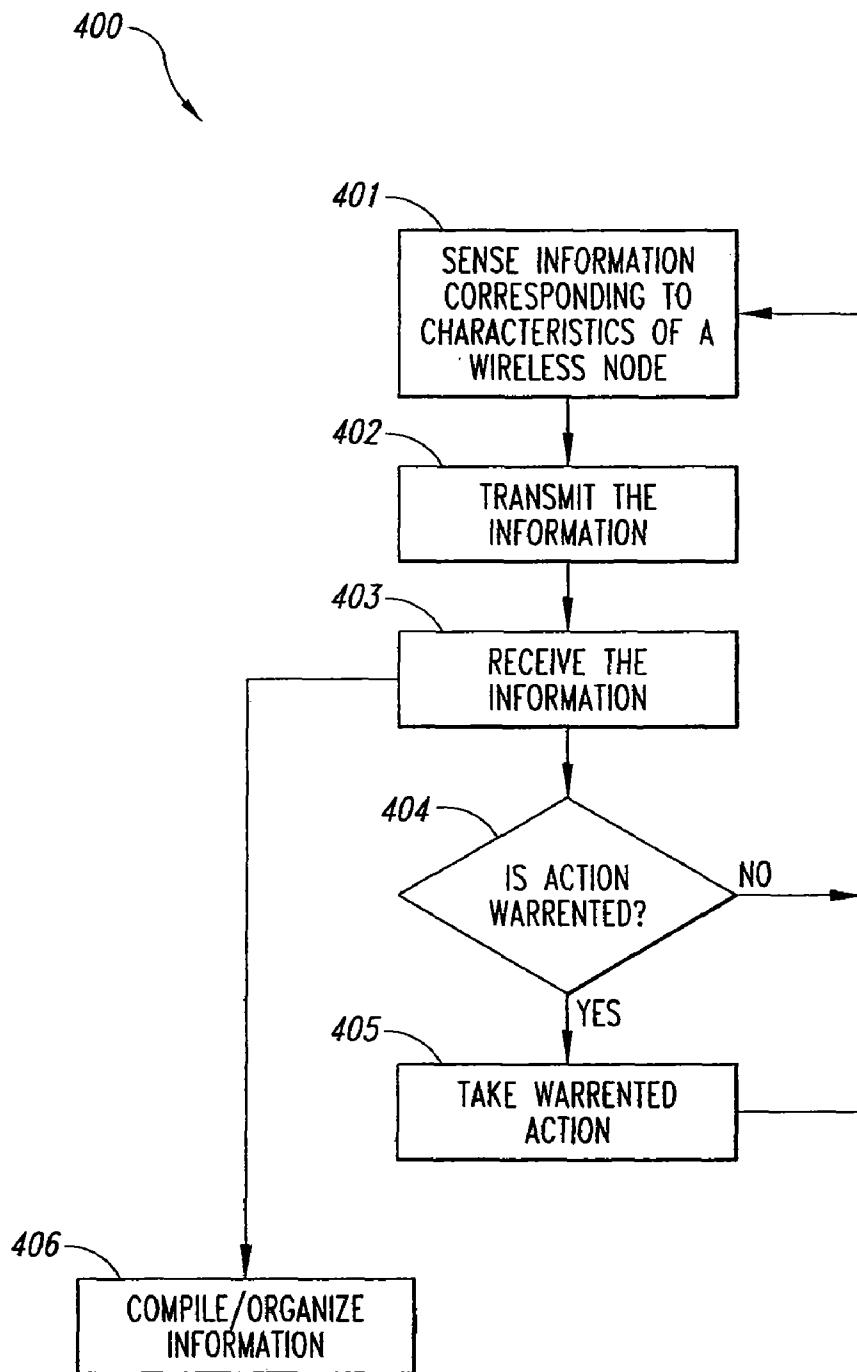 400
401
SENSE INFORMATION
CORRESPONDING TO
CHARACTERISTICS OF A
WIRELESS NODE
402
TRANSMIT THE
INFORMATION
403
RECEIVE THE
INFORMATION
404
IS ACTION
WARRENTED?
NO
YES
405
TAKE WARRENTED
ACTION
406
COMPILE/ORGANIZE
INFORMATION